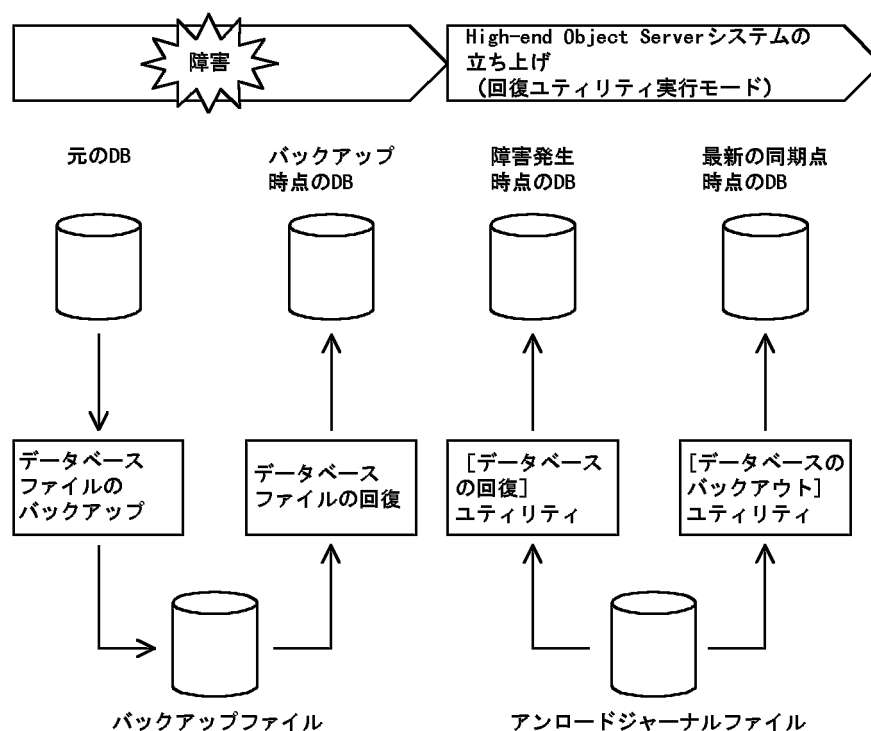 障害
High-end Object Serverシステムの
立ち上げ
（回復ユティリティ実行モード）
元のDB
バックアップ
時点のDB
障害発生
時点のDB
最新の同期点
時点のDB
データベース
ファイルの
バックアップ
データベース
ファイルの回復
［データベース
の回復］
ユティリティ
［データベースの
バックアウト］
ユティリティ
バックアップファイル
アンロードジャーナルファイル